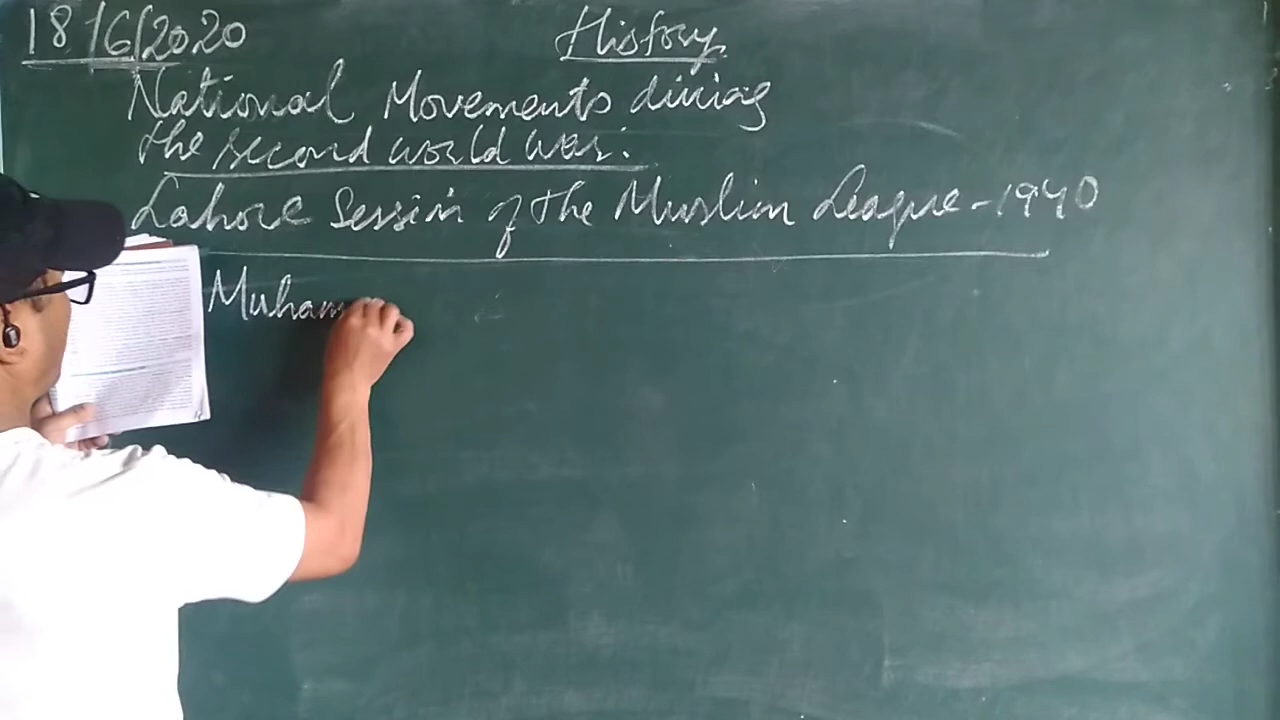 18/6/2020
History
National Movements during
the second world war:
Lahore Session of the Muslim League - 1940
Muham